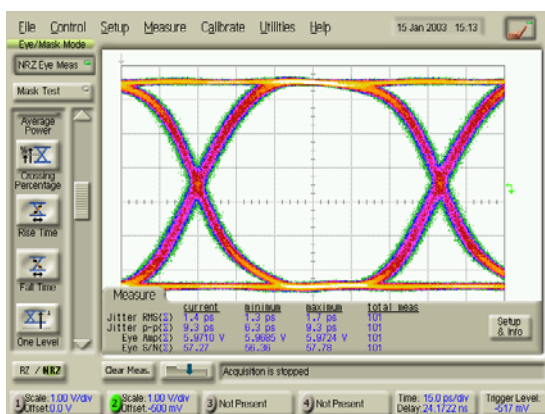 File Control Setup Measure Calibrate Utilities Help 15 Jan 2003 15:13
Eye/Mask Mode
NRZ Eye Meas
Mask Test
Average
Power
Crossing
Percentage
Rise Time
Fall Time
One Level
Measure
current minimum maximum total meas
Jitter RMS(Σ) 1.4 ps 1.3 ps 1.7 ps 101
Jitter p-p(Σ) 9.3 ps 6.3 ps 9.3 ps 101
Eye Amp(Σ) 5.9710 V 5.9685 V 5.9724 V 101
Eye S/N(Σ) 57.27 56.36 57.78 101
Setup
& Info
RZ / NRZ
Clear Meas.
Acquisition is stopped
1 Scale: 1.00 V/div
Offset:0.0 V
2 Scale: 1.00 V/div
Offset:-600 mV
3 Not Present
4 Not Present
Time: 15.0 ps/div
Delay:24.1722 ns
Trigger Level:
-517 mV